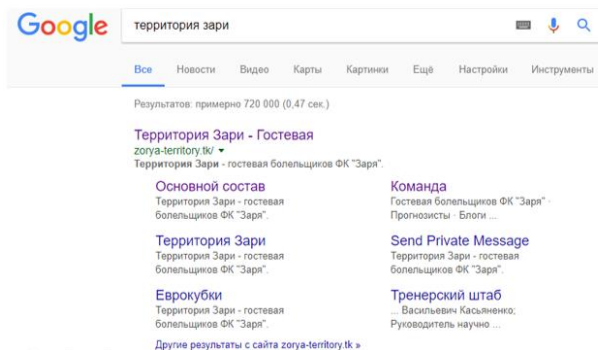 Google территория зари
Все Новости Видео Карты Картинки Ещё Настройки Инструменты
Результатов: примерно 720 000 (0,47 сек.)
Территория Зари - Гостевая
zorya-territory.tk/
Территория Зари - гостевая болельщиков ФК "Заря".
Основной состав
Территория Зари - гостевая
болельщиков ФК "Заря".
Команда
Гостевая болельщиков ФК "Заря" ·
Прогнозисты · Блоги ...
Территория Зари
Территория Зари - гостевая
болельщиков ФК "Заря".
Send Private Message
Территория Зари - гостевая
болельщиков ФК "Заря".
Еврокубки
Территория Зари - гостевая
болельщиков ФК "Заря".
Тренерский штаб
... Васильевич Касьяненко;
Руководитель научно ...
Другие результаты с сайта zorya-territory.tk »